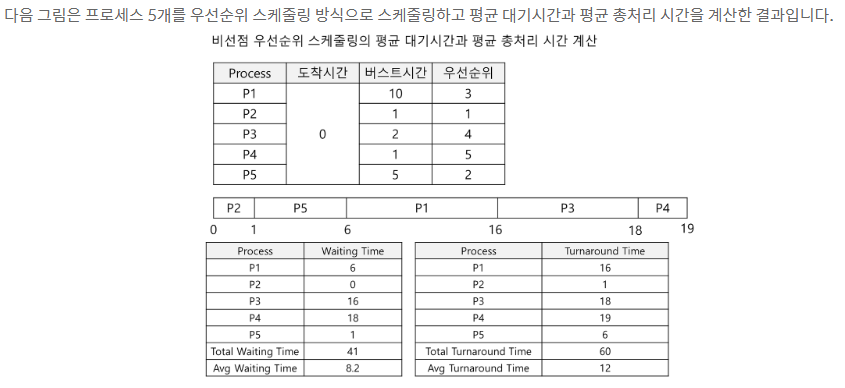 다음 그림은 프로세스 5개를 우선순위 스케줄링 방식으로 스케줄링하고 평균 대기시간과 평균 총처리 시간을 계산한 결과입니다.
비선점 우선순위 스케줄링의 평균 대기시간과 평균 총처리 시간 계산
Process 도착시간 버스트시간 우선순위
P1 10 3
P2 1 1
P3 0 2 4
P4 1 5
P5 5 2
P2 P5 P1 P3 P4
0 1 6 16 18 19
Process Waiting Time
P1 6
P2 0
P3 16
P4 18
P5 1
Total Waiting Time 41
Avg Waiting Time 8.2
Process Turnaround Time
P1 16
P2 1
P3 18
P4 19
P5 6
Total Turnaround Time 60
Avg Turnaround Time 12